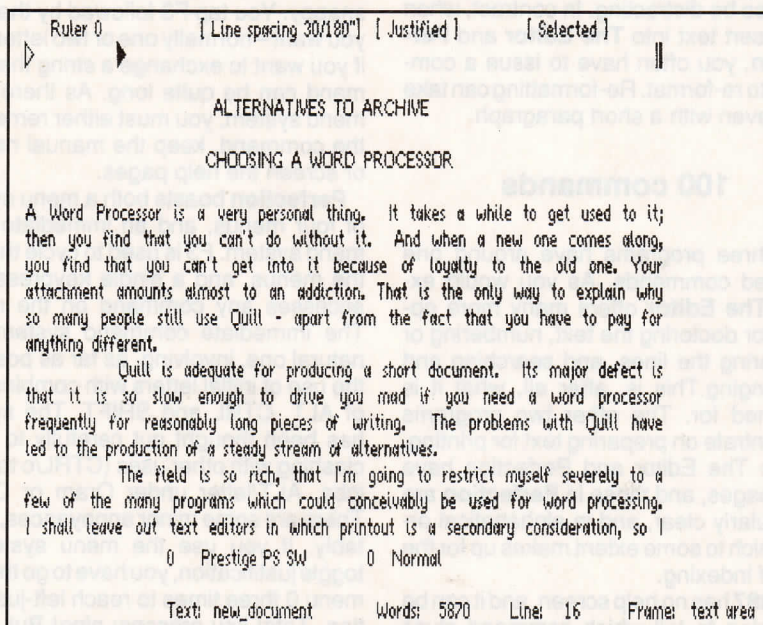 Ruler 1 [ Line spacing 30/180"] [ Justified ] [ Selected ]
ALTERNATIVES TO ARCHIVE
CHOOSING A WORD PROCESSOR
A Word Processor is a very personal thing. It takes a while to get used to it;
then you find that you can't do without it. And when a new one comes along,
you find that you can't get into it because of loyalty to the old one. Your
attachment amounts almost to an addiction. That is the only way to explain why
so many people still use Quill - apart from the fact that you have to pay for
anything different.
Quill is adequate for producing a short document. Its major defect is
that it is so slow enough to drive you mad if you need a word processor
frequently for reasonably long pieces of writing. The problems with Quill have
led to the production of a steady stream of alternatives.
The field is so rich, that I'm going to restrict myself severely to a
few of the many programs which could conceivably be used for word processing.
I shall leave out text editors in which printout is a secondary consideration, so I
0 Prestige PS SW 0 Normal
Text: new_document Words: 5870 Line: 16 Frame: text area